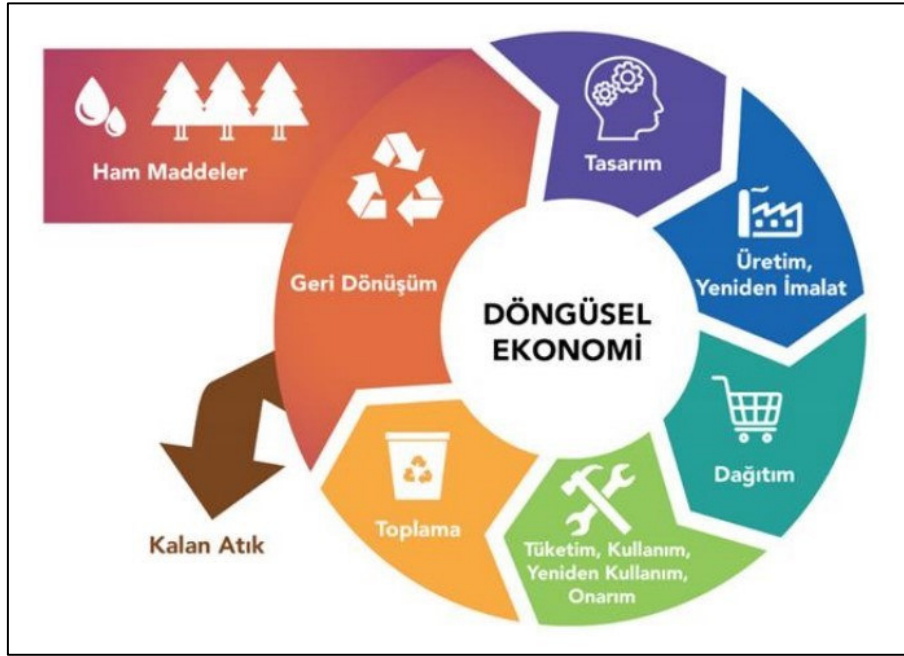 Ham Maddeler
Geri Dönüşüm
Tasarım
Üretim,
Yeniden İmalat
Dağıtım
Tüketim, Kullanım,
Yeniden Kullanım,
Onarım
Toplama
Kalan Atık
DÖNGÜSEL
EKONOMİ